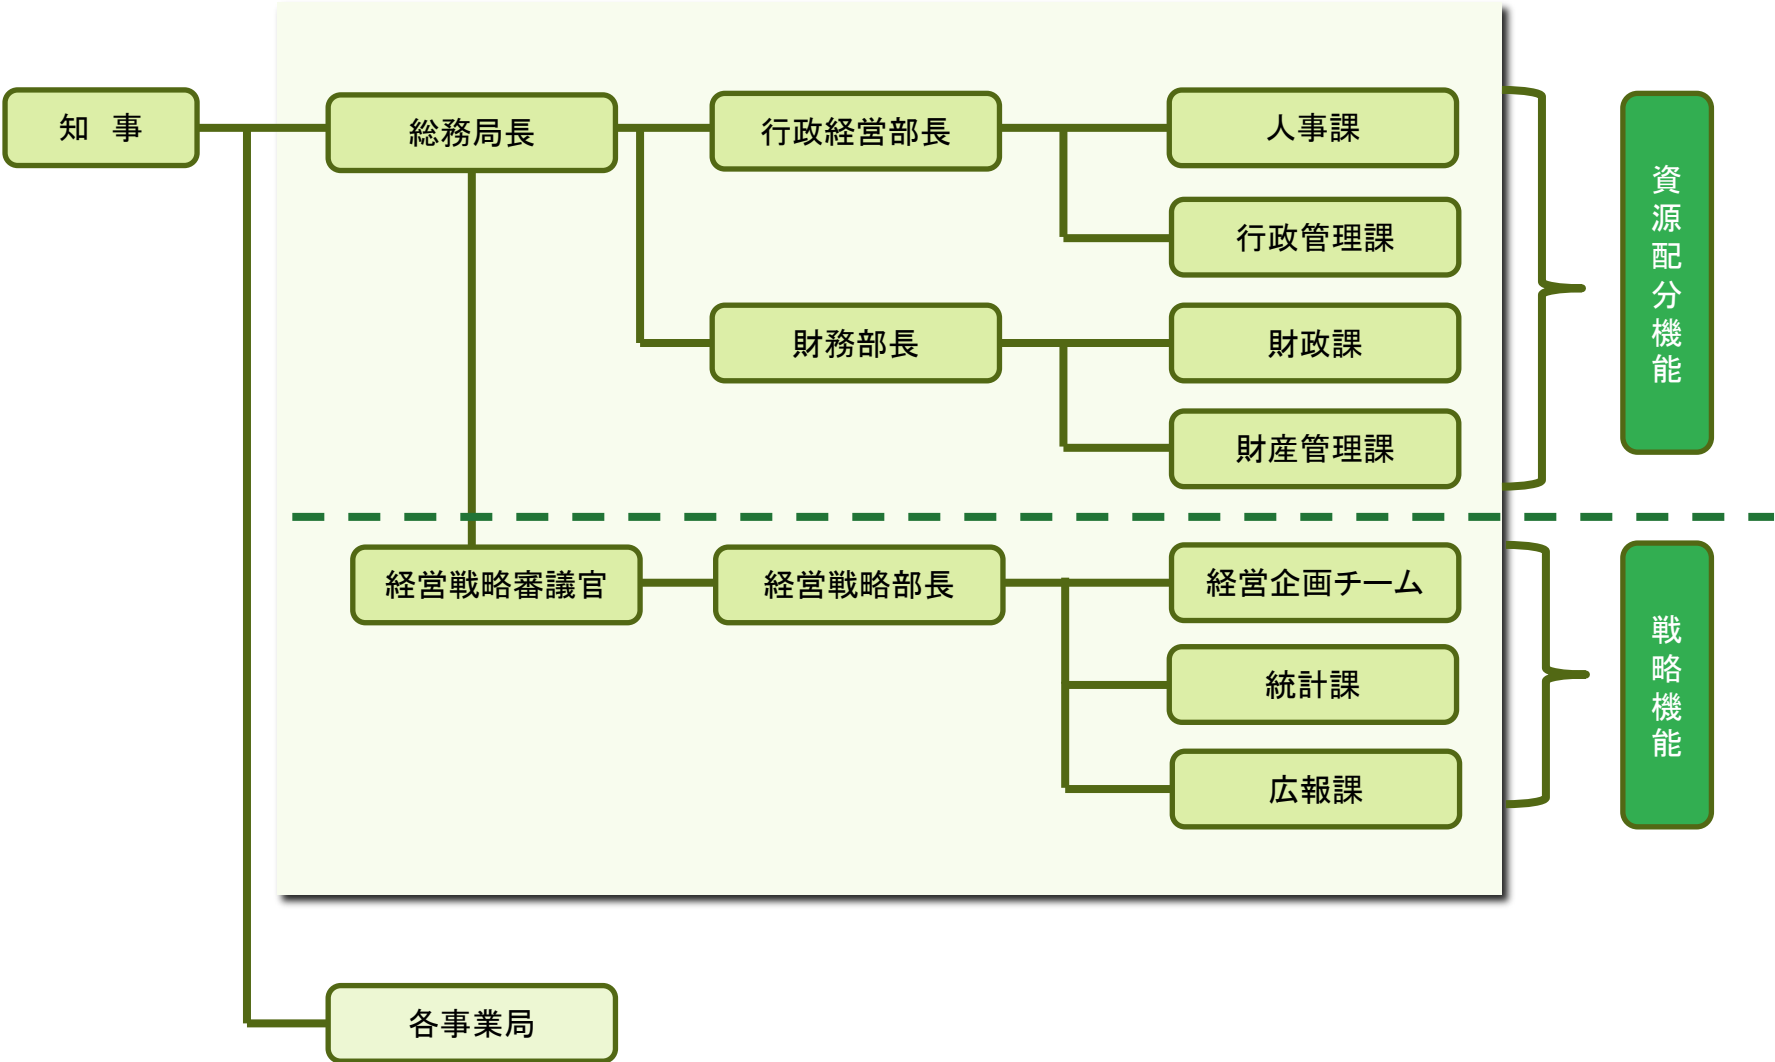 知　事
総務局長
行政経営部長
人事課
行政管理課
財務部長
財政課
財産管理課
資源配分機能
経営戦略審議官
経営戦略部長
経営企画チーム
統計課
広報課
戦略機能
各事業局